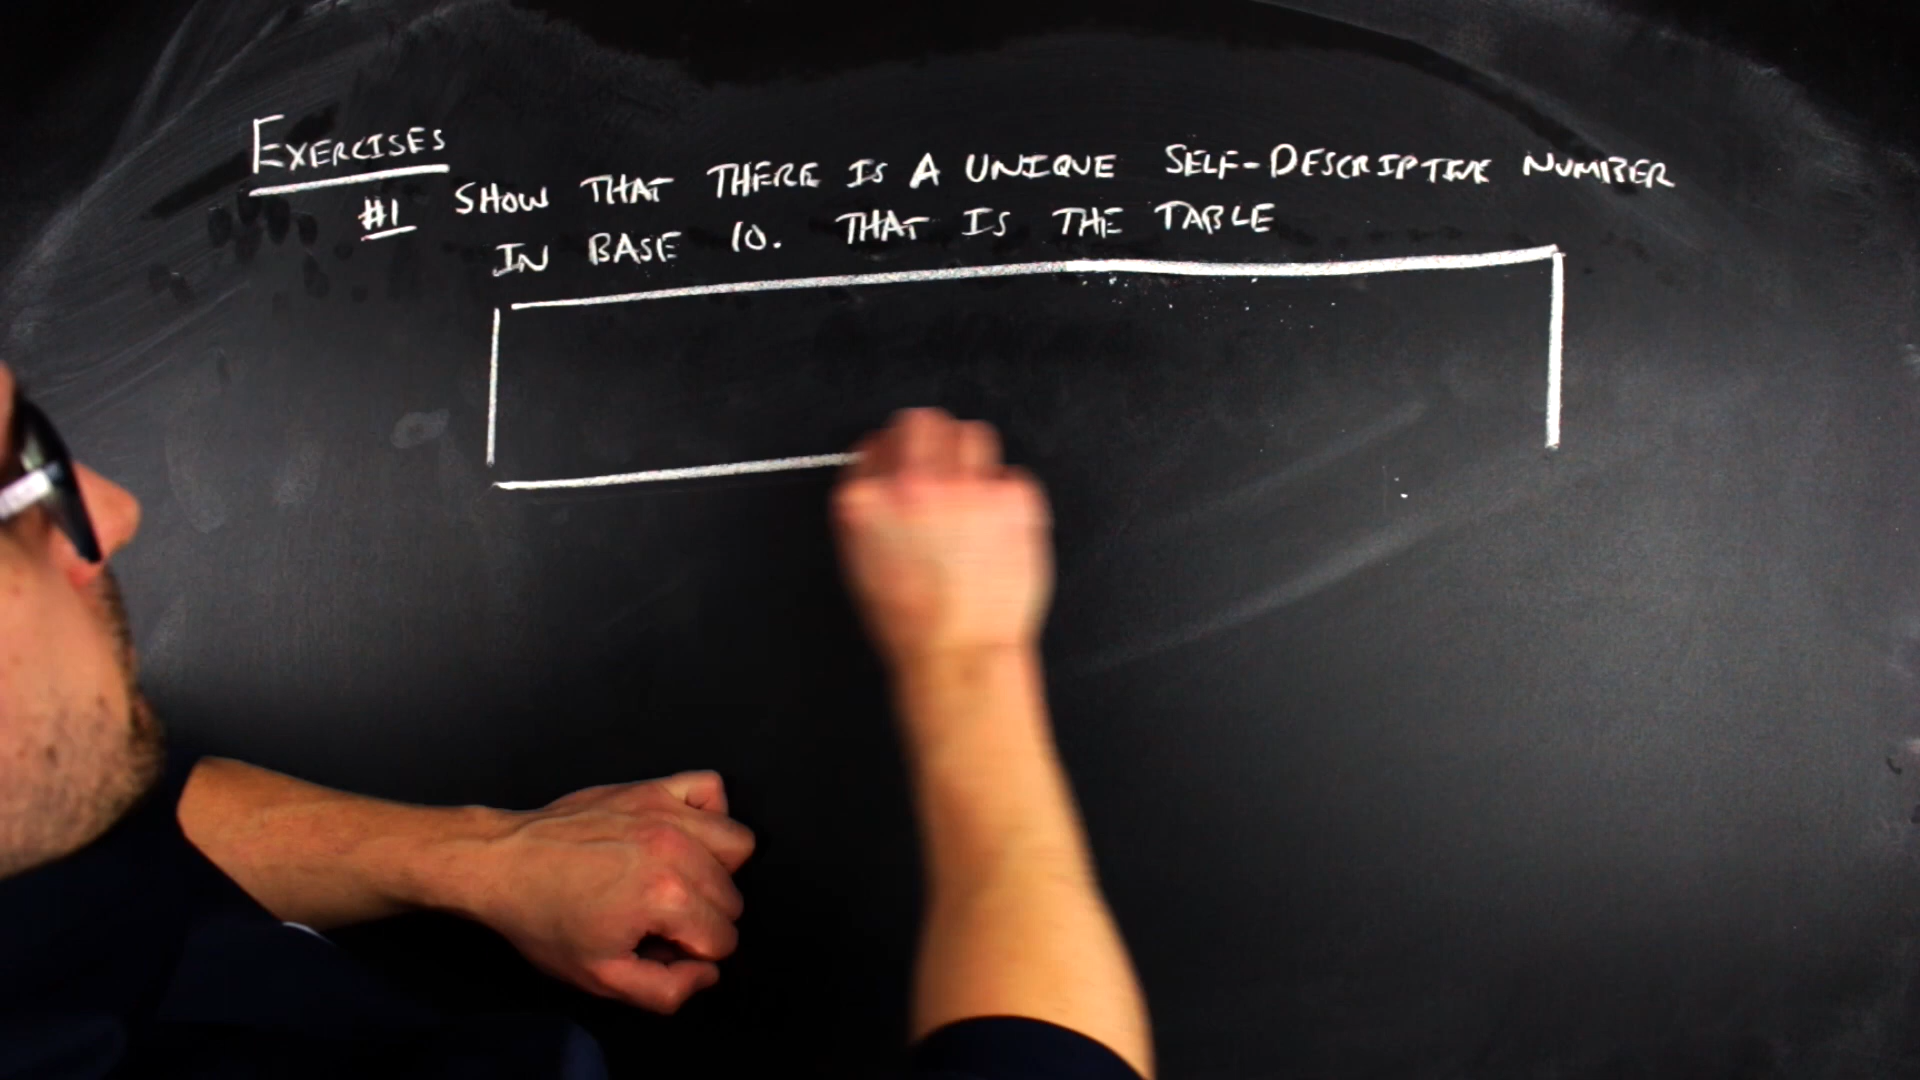 EXERCISES
#1 SHOW THAT THERE IS A UNIQUE SELF-DESCRIPTIVE NUMBER
IN BASE 10. THAT IS THE TABLE